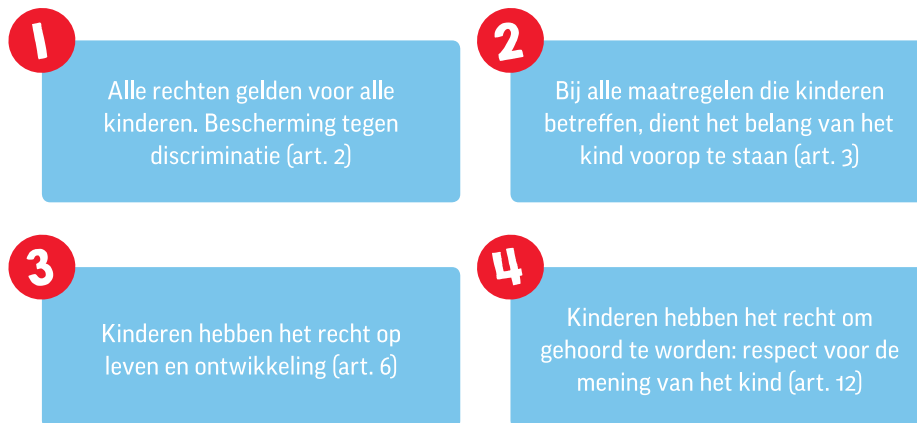 1
Alle rechten gelden voor alle
kinderen. Bescherming tegen
discriminatie (art. 2)
2
Bij alle maatregelen die kinderen
betreffen, dient het belang van het
kind voorop te staan (art. 3)
3
Kinderen hebben het recht op
leven en ontwikkeling (art. 6)
4
Kinderen hebben het recht om
gehoord te worden: respect voor de
mening van het kind (art. 12)